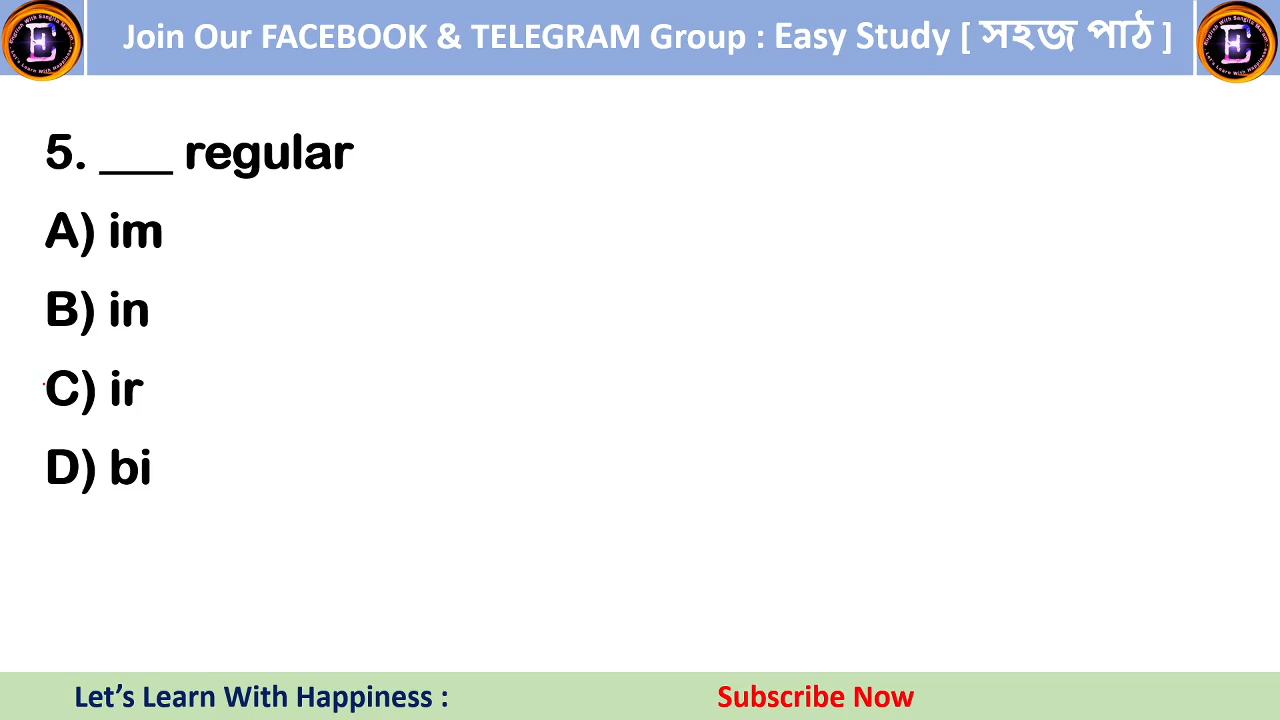 Join Our FACEBOOK & TELEGRAM Group : Easy Study [ সহজ পাঠ ]
5. ___ regular
A) im
B) in
C) ir
D) bi
Let’s Learn With Happiness :
Subscribe Now